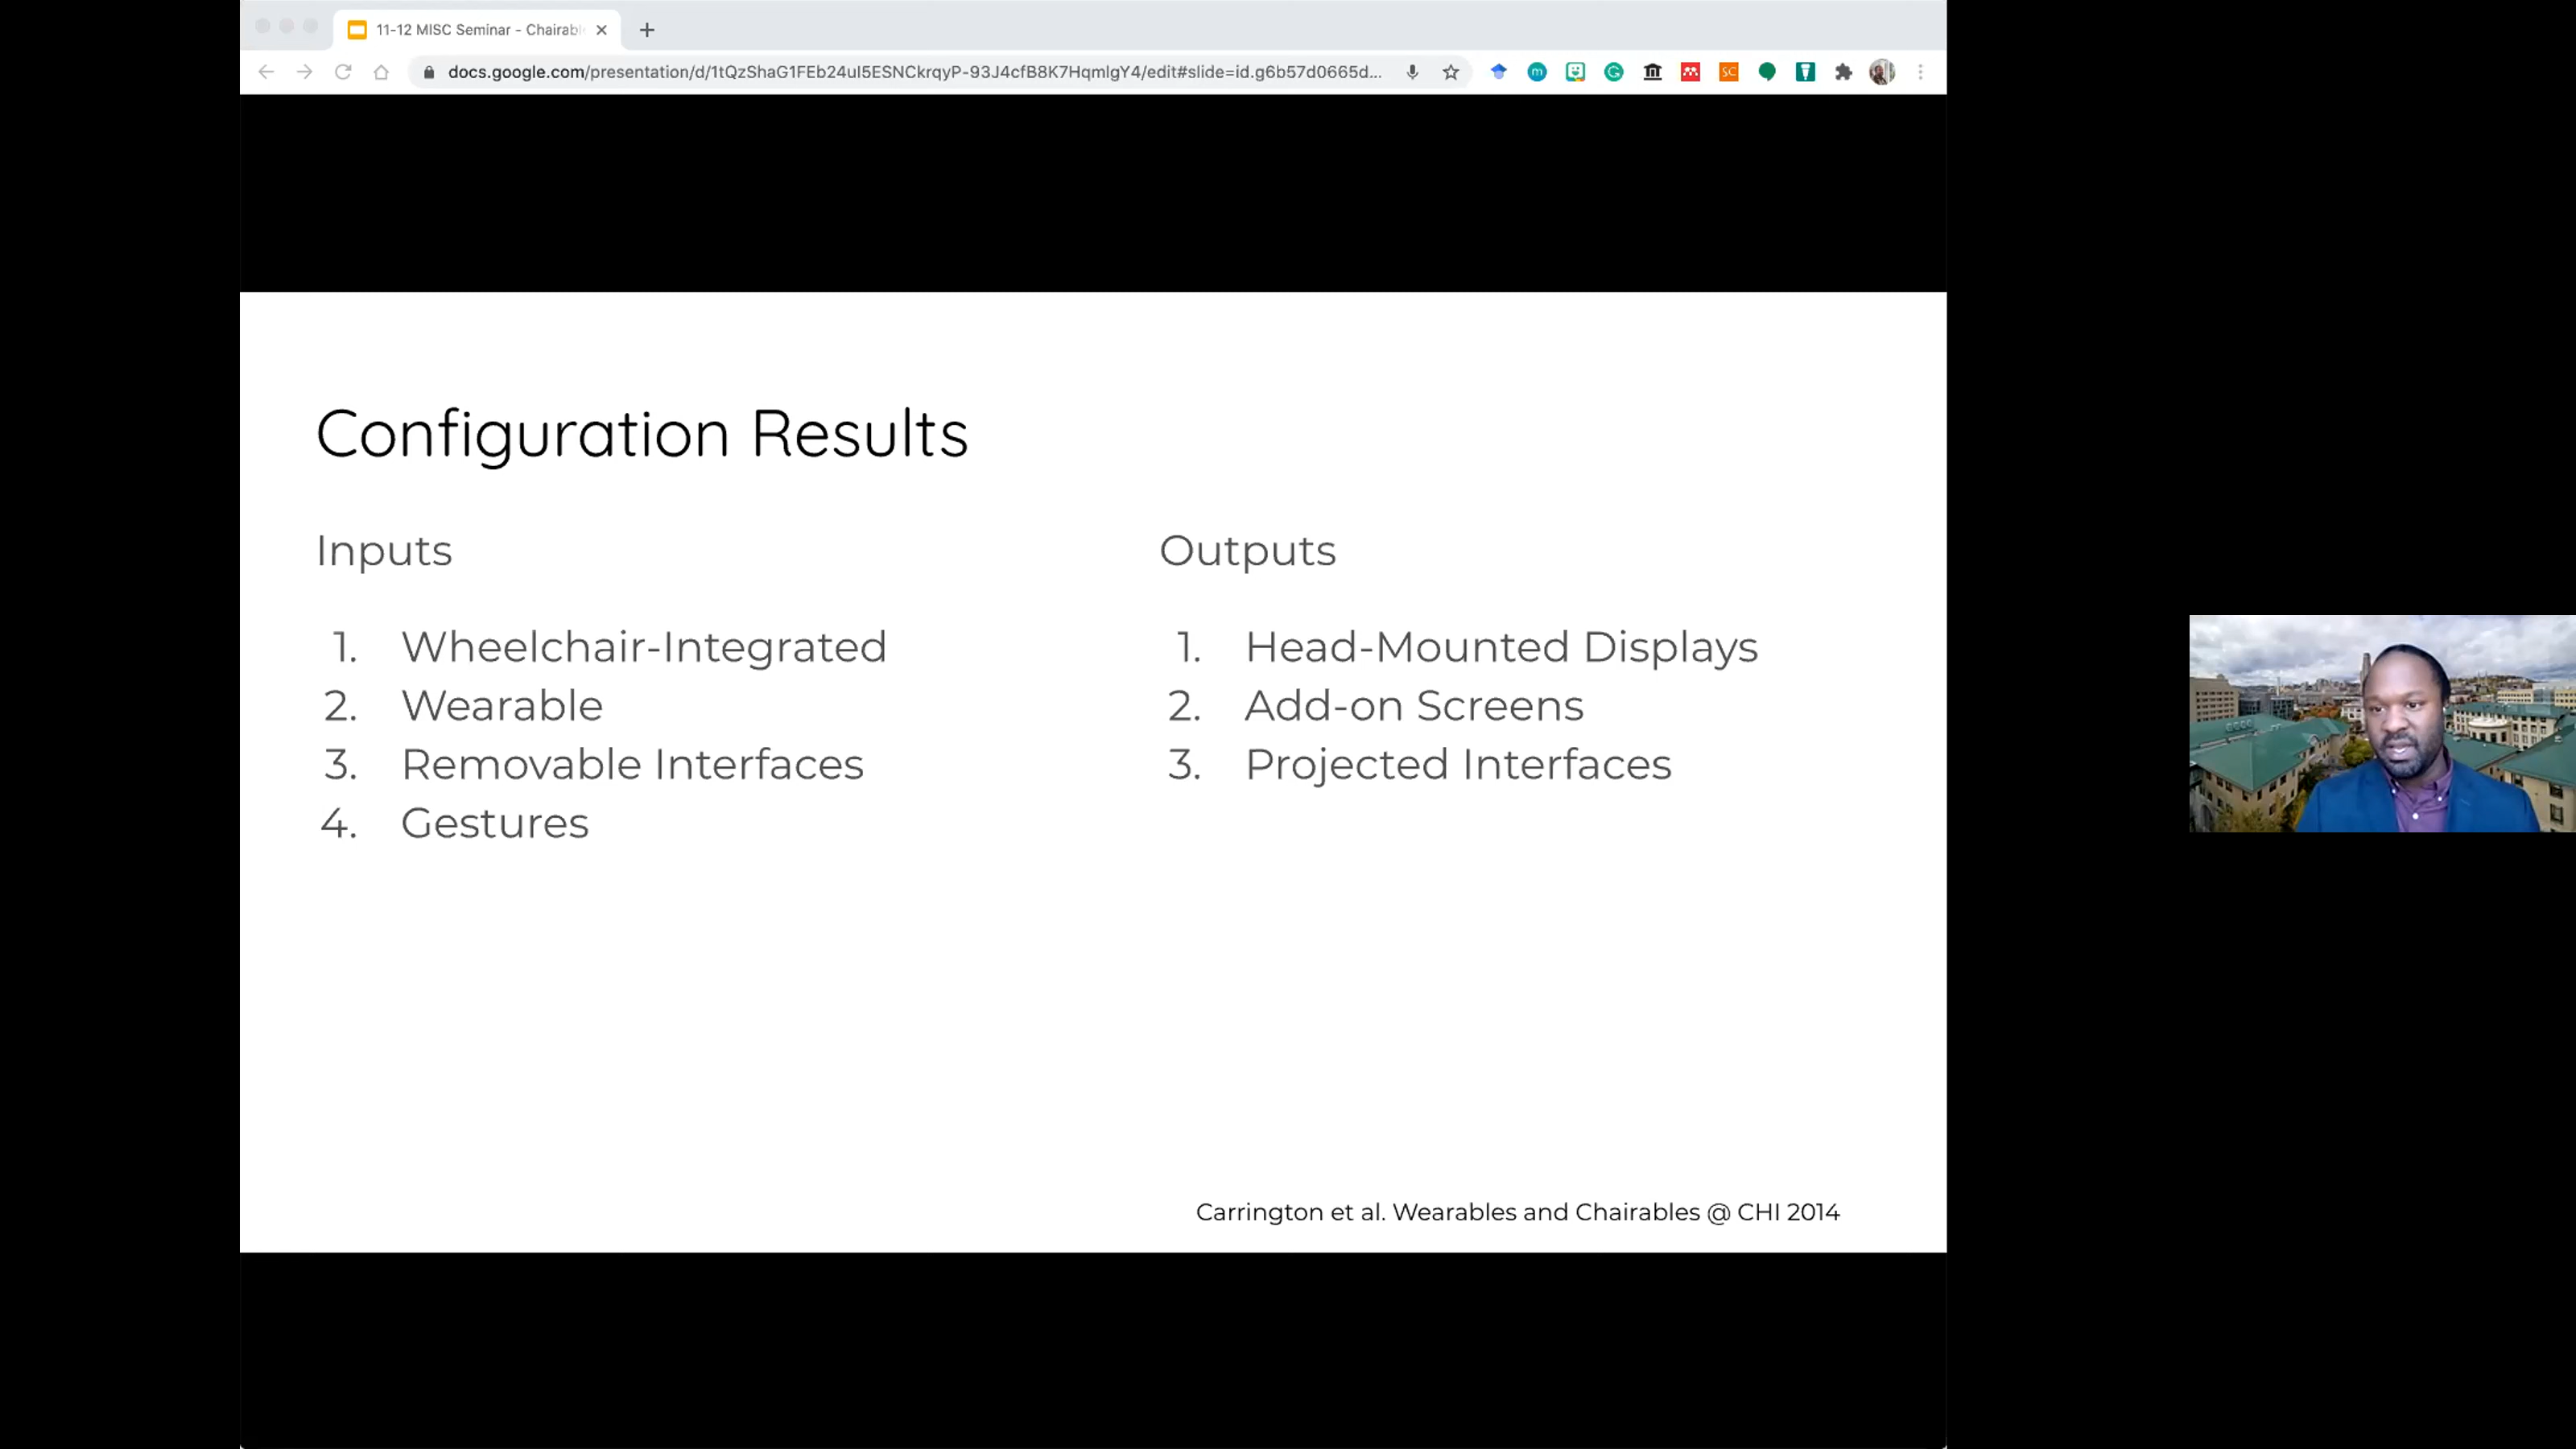 11-12 MISC Seminar - Chairabl
docs.google.com/presentation/d/1tQzShaG1FEb24ul5ESNCkrqyP-93J4cfB8K7HqmlgY4/edit#slide=id.g6b57d0665d...
m
G
SC
Configuration Results
Inputs
1. Wheelchair-Integrated
2. Wearable
3. Removable Interfaces
4. Gestures
Outputs
1. Head-Mounted Displays
2. Add-on Screens
3. Projected Interfaces
Carrington et al. Wearables and Chairables @ CHI 2014